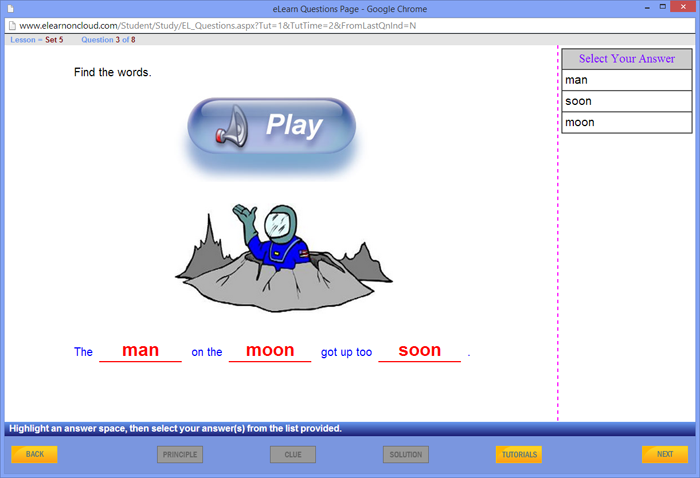 eLearn Questions Page - Google Chrome
www.elearnoncloud.com/Student/Study/EL_Questions.aspx?Tut=1&TutTime=2&FromLastQnInd=N
Lesson – Set 5 Question 3 of 8
Find the words.
Play
The man on the moon got up too soon .
Select Your Answer
man
soon
moon
Highlight an answer space, then select your answer(s) from the list provided.
BACK PRINCIPLE CLUE SOLUTION TUTORIALS NEXT